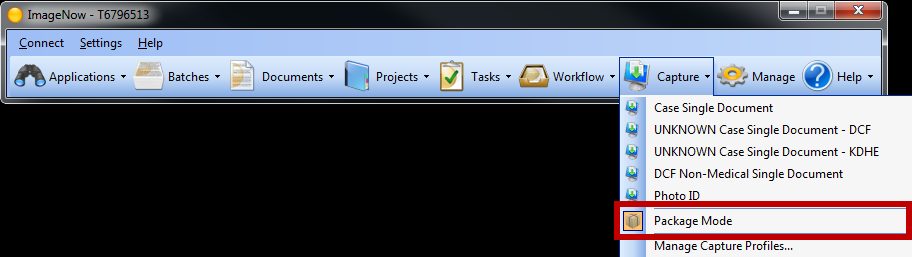 ImageNow - T6796513
Connect Settings Help
Applications Batches Documents Projects Tasks Workflow Capture Manage Help
Case Single Document
UNKNOWN Case Single Document - DCF
UNKNOWN Case Single Document - KDHE
DCF Non-Medical Single Document
Photo ID
Package Mode
Manage Capture Profiles...